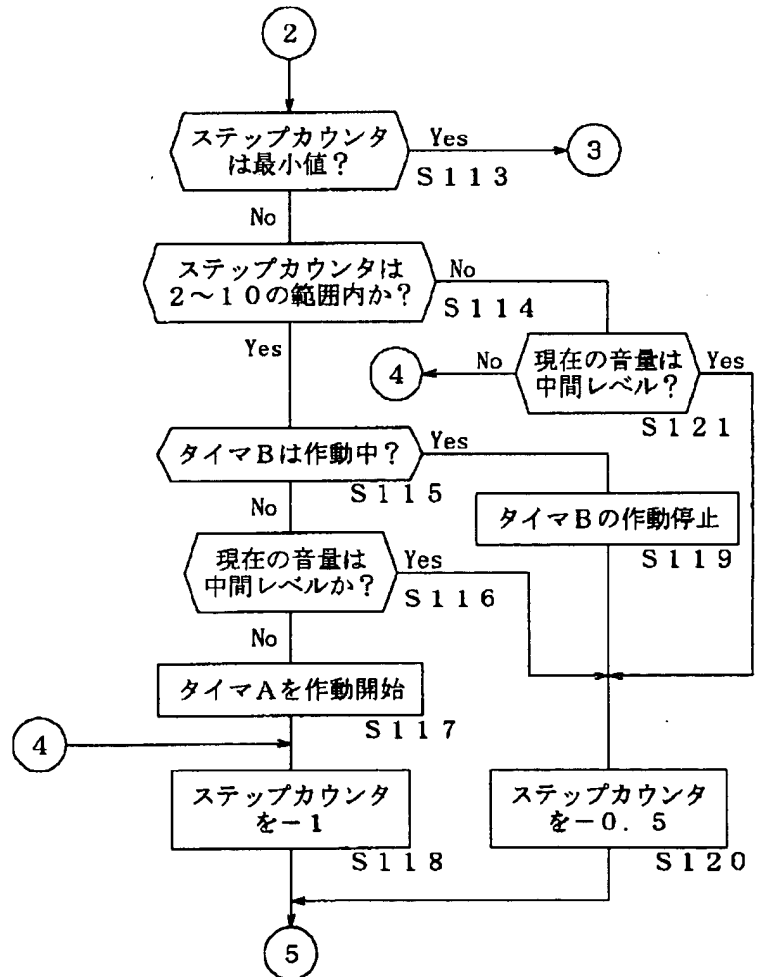 2
ステップカウンタ
は最小値？
Yes
3
S113
No
ステップカウンタは
2～10の範囲内か？
No
S114
Yes
4
No
現在の音量は
中間レベル？
Yes
S121
タイマBは作動中？
Yes
S115
No
タイマBの作動停止
S119
現在の音量は
中間レベルか？
Yes
S116
No
タイマAを作動開始
S117
4
ステップカウンタ
を－1
S118
ステップカウンタ
を－0.5
S120
5